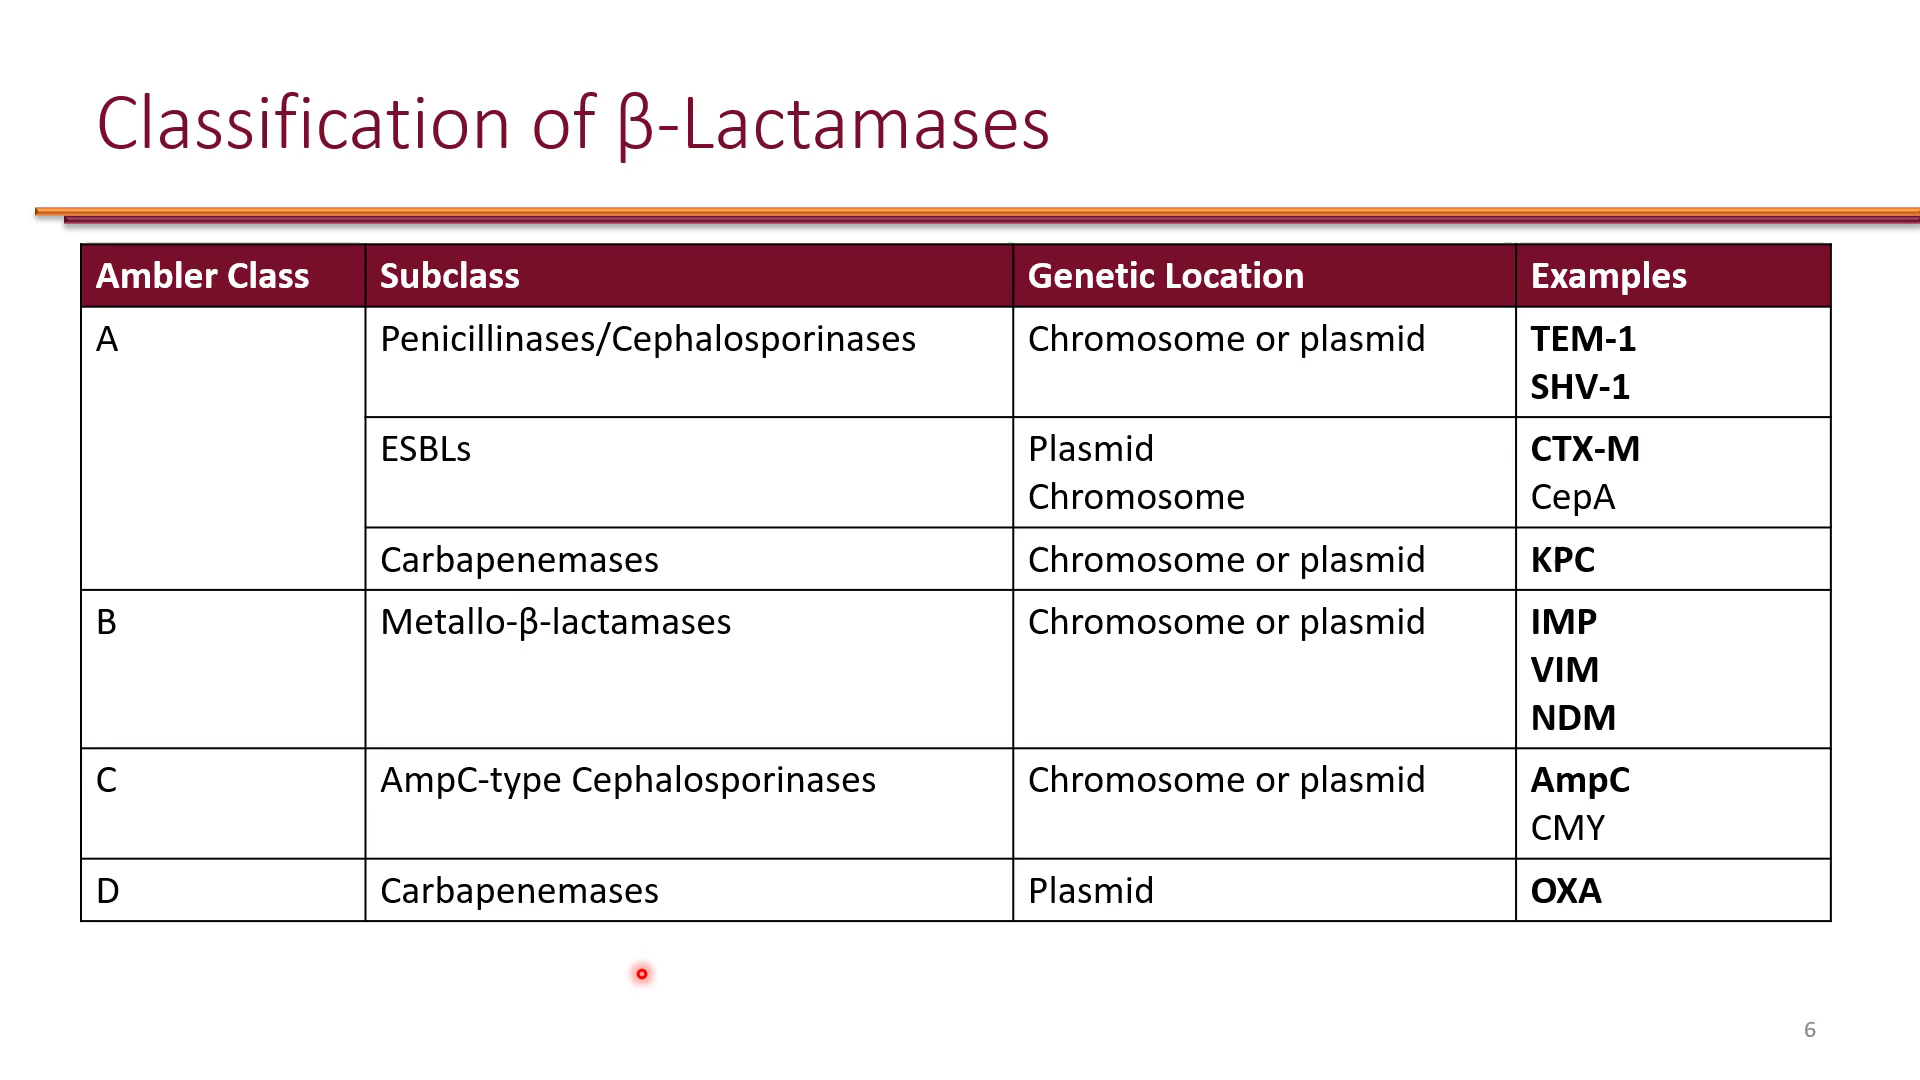 Classification of β-Lactamases
Ambler Class Subclass Genetic Location Examples
A Penicillinases/Cephalosporinases Chromosome or plasmid TEM-1
SHV-1
ESBLs Plasmid CTX-M
Chromosome CepA
Carbapenemases Chromosome or plasmid KPC
B Metallo-β-lactamases Chromosome or plasmid IMP
VIM
NDM
C AmpC-type Cephalosporinases Chromosome or plasmid AmpC
CMY
D Carbapenemases Plasmid OXA
6